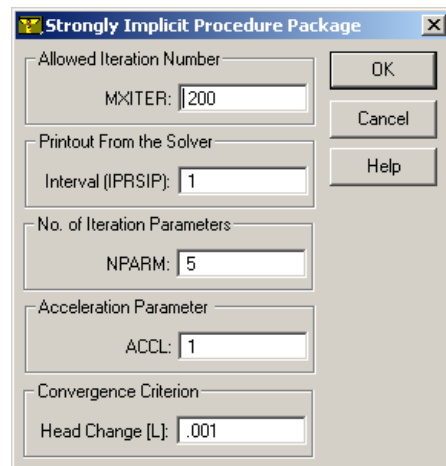 Strongly Implicit Procedure Package
Allowed Iteration Number
MXITER: 200
OK
Cancel
Printout From the Solver
Interval (IPRSIP): 1
Help
No. of Iteration Parameters
NPARM: 5
Acceleration Parameter
ACCL: 1
Convergence Criterion
Head Change [L]: .001